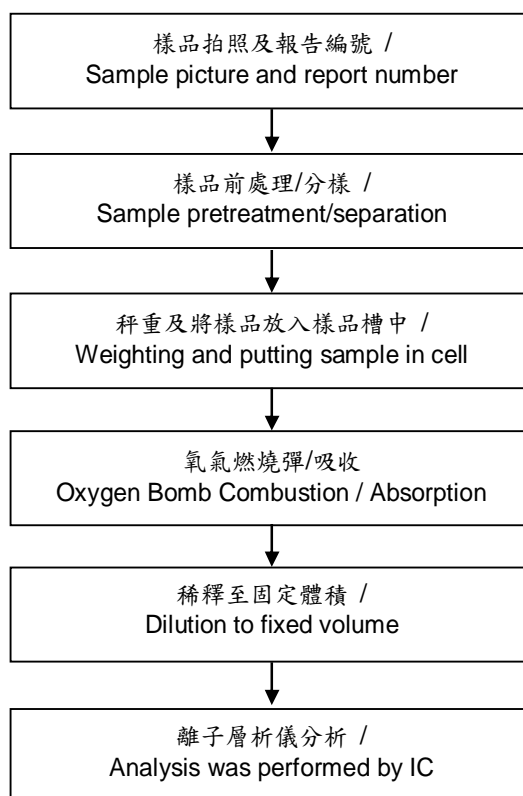 樣品拍照及報告編號 /
Sample picture and report number
樣品前處理/分樣 /
Sample pretreatment/separation
秤重及將樣品放入樣品槽中 /
Weighting and putting sample in cell
氧氣燃燒彈/吸收
Oxygen Bomb Combustion / Absorption
稀釋至固定體積 /
Dilution to fixed volume
離子層析儀分析 /
Analysis was performed by IC